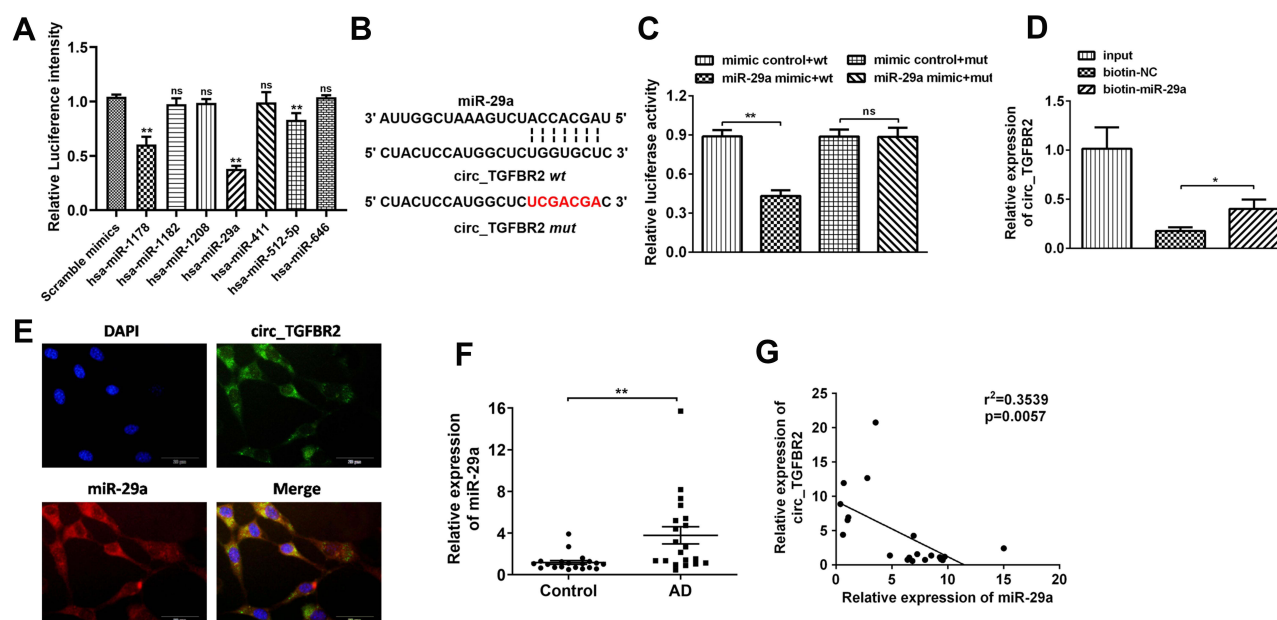 A
Relative Luciference intensity
1.5
1.0
0.5
0.0
**
ns
ns
**
ns
**
ns
Scramble mimics
hsa-miR-1178
hsa-miR-1182
hsa-miR-1208
hsa-miR-29a
hsa-miR-411
hsa-miR-512-5p
hsa-miR-646
B
miR-29a
3' AUUGGCUAAAGUCUACCACGAU 5'
5' CUACUCCAUGGCUCUGGUGCUC 3'
circ_TGFBR2 wt
5' CUACUCCAUGGCUCUCGACGAC 3'
circ_TGFBR2 mut
C
mimic control+wt
mimic control+mut
miR-29a mimic+wt
miR-29a mimic+mut
Relative luciferase activity
1.2
0.9
0.6
0.3
0.0
**
ns
D
input
biotin-NC
biotin-miR-29a
Relative expression
of circ_TGFBR2
1.5
1.0
0.5
0.0
*
E
DAPI
circ_TGFBR2
miR-29a
Merge
F
Relative expression
of miR-29a
16
12
8
4
0
**
Control
AD
G
Relative expression of
circ_TGFBR2
25
20
15
10
5
0
r²=0.3539
p=0.0057
0
5
10
15
20
Relative expression of miR-29a